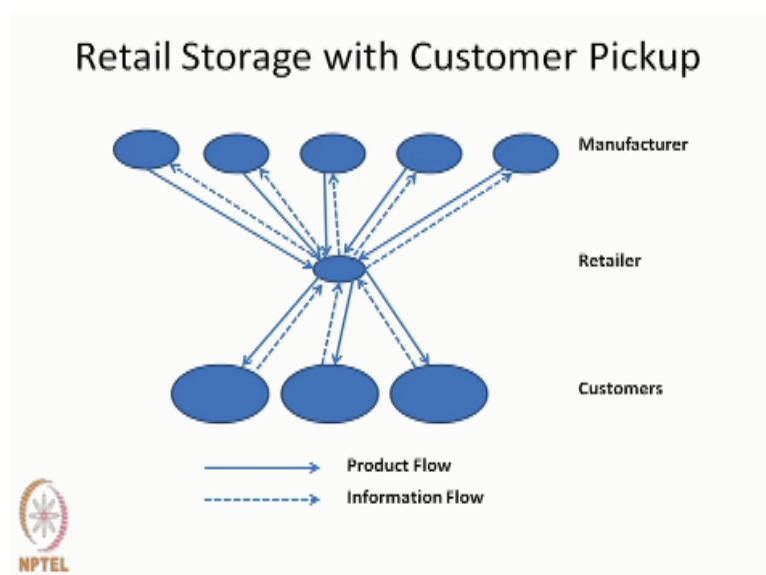 Retail Storage with Customer Pickup
Manufacturer
Retailer
Customers
Product Flow
Information Flow
NPTEL